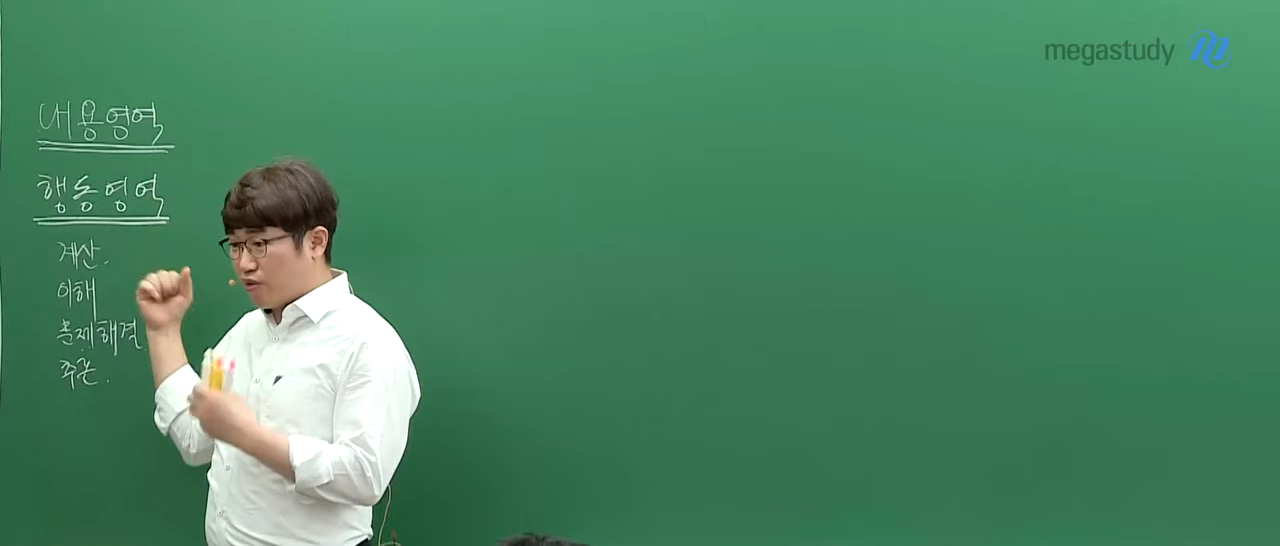 megastudy
내용영역
행동영역
계산.
이해
문제해결
추론.